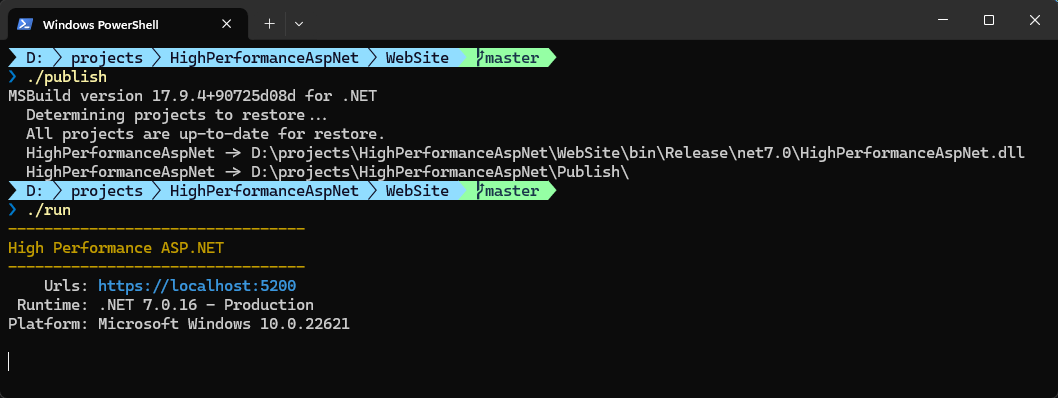 Windows PowerShell
D: projects HighPerformanceAspNet WebSite master
❯ ./publish
MSBuild version 17.9.4+90725d08d for .NET
  Determining projects to restore...
  All projects are up-to-date for restore.
  HighPerformanceAspNet -> D:\projects\HighPerformanceAspNet\WebSite\bin\Release\net7.0\HighPerformanceAspNet.dll
  HighPerformanceAspNet -> D:\projects\HighPerformanceAspNet\Publish\
D: projects HighPerformanceAspNet WebSite master
❯ ./run
---------------------------------
High Performance ASP.NET
---------------------------------
    Urls: https://localhost:5200
 Runtime: .NET 7.0.16 - Production
Platform: Microsoft Windows 10.0.22621